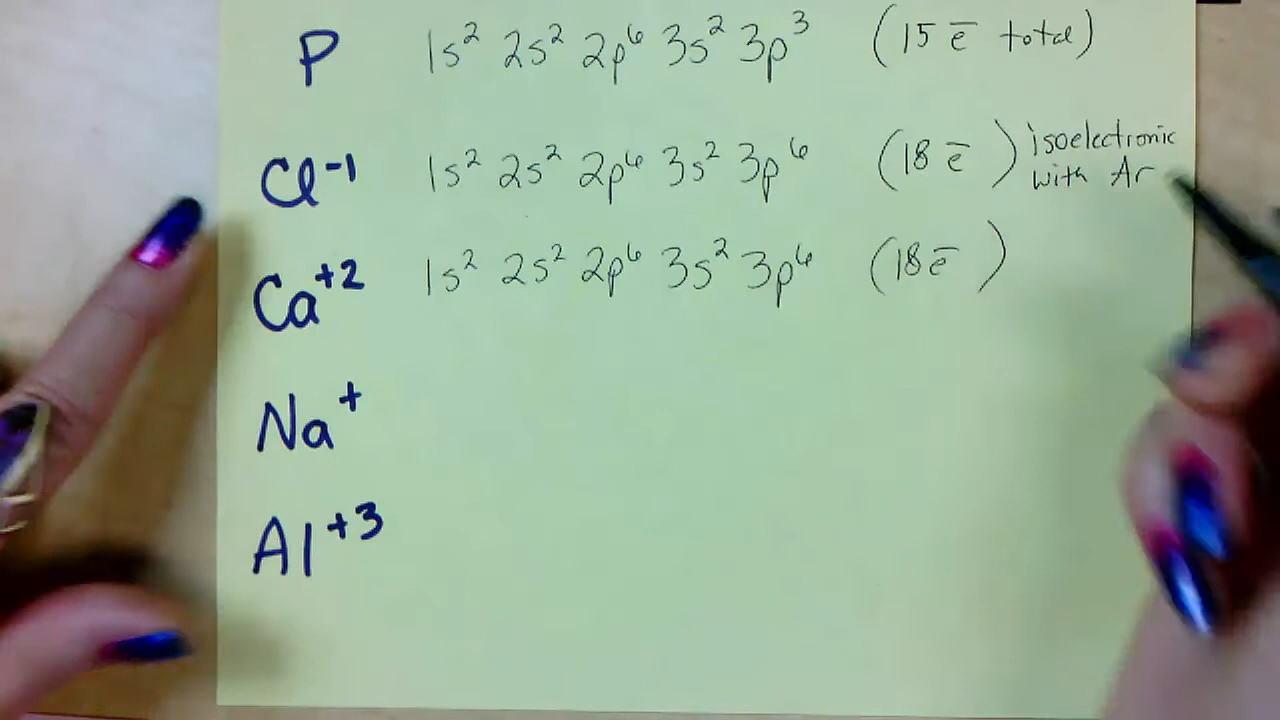 P 1s² 2s² 2p⁶ 3s² 3p³ (15 e̅ total)
Cl⁻¹ 1s² 2s² 2p⁶ 3s² 3p⁶ (18 e̅ ) isoelectronic
with Ar
Ca⁺² 1s² 2s² 2p⁶ 3s² 3p⁶ (18 e̅ )
Na⁺
Al⁺³